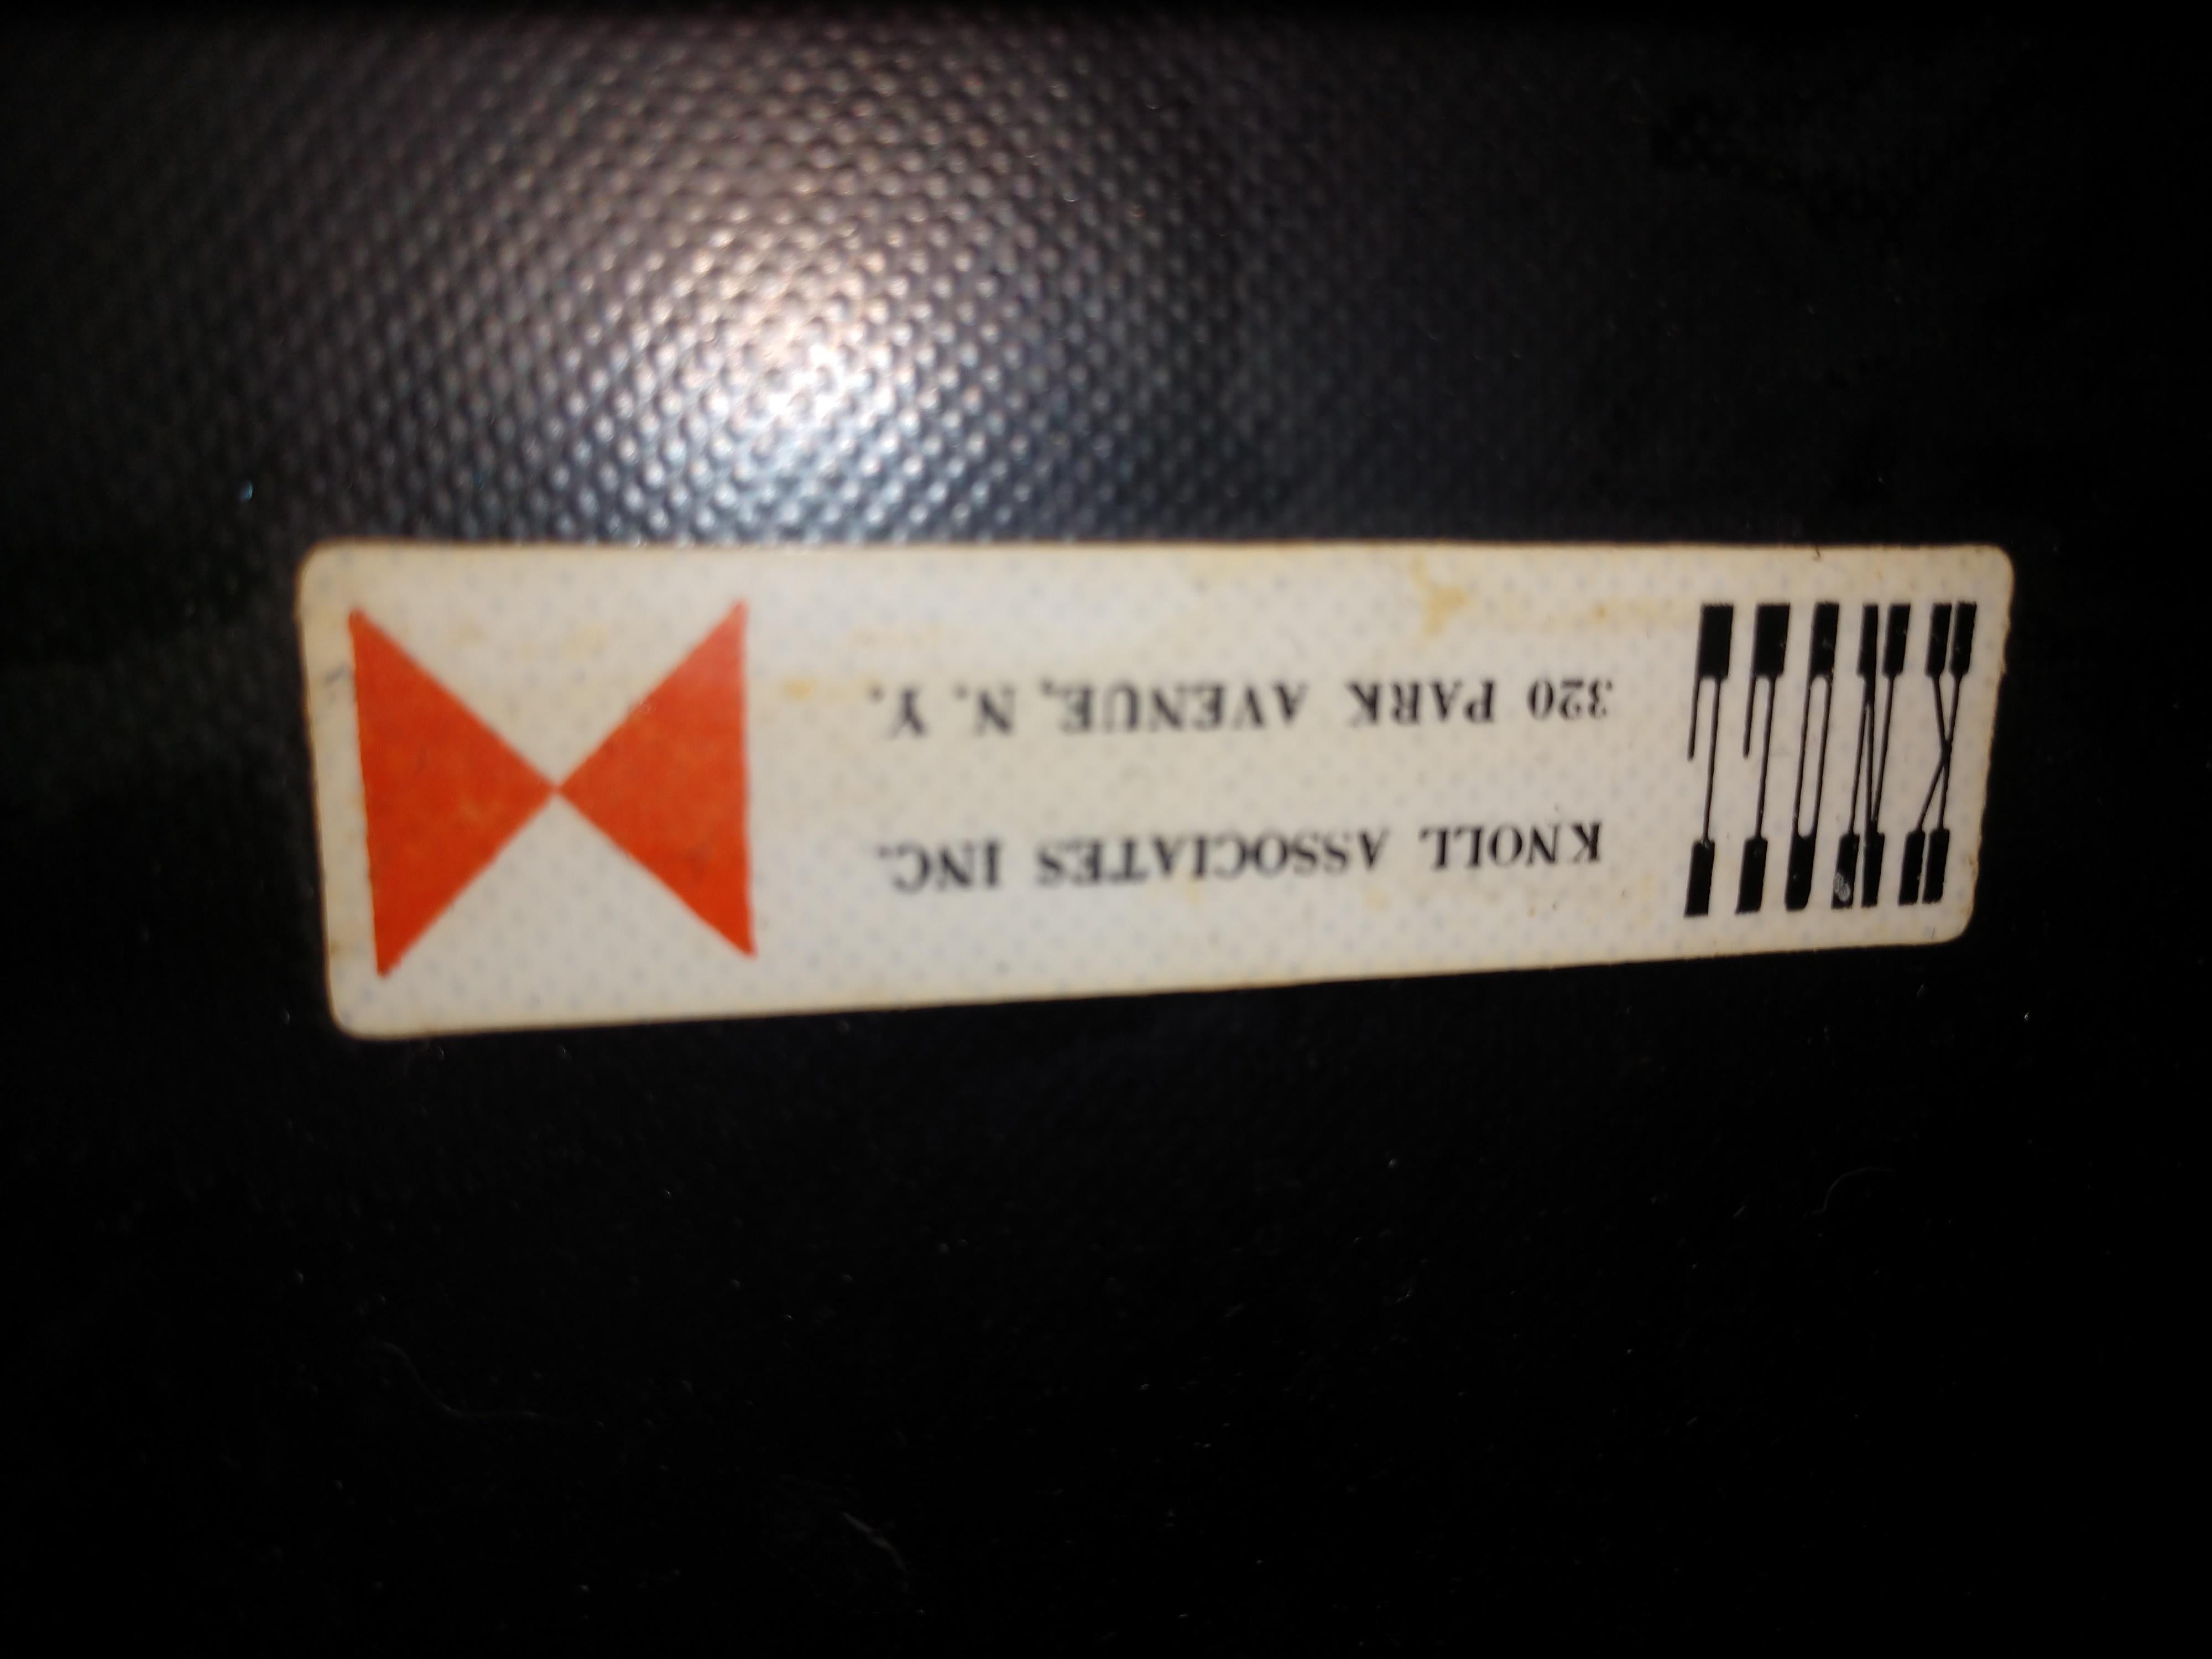 KNOLL
KNOLL ASSOCIATES INC.
320 PARK AVENUE, N. Y.